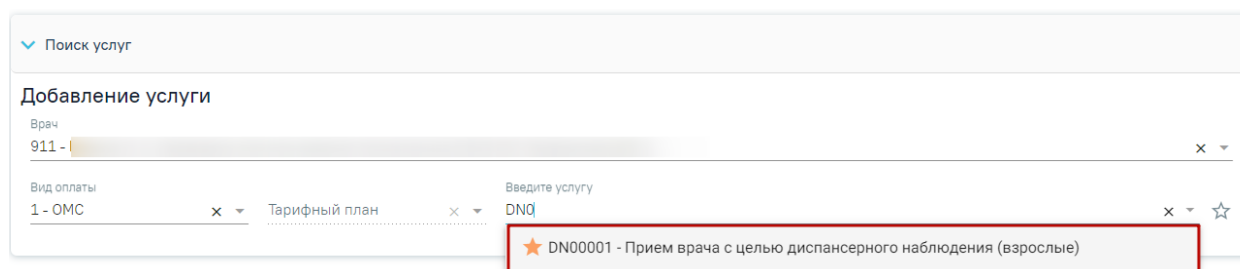 Поиск услуг
Добавление услуги
Врач
911 -
Вид оплаты
Введите услугу
1 - ОМС
Тарифный план
DN0
DN00001 - Прием врача с целью диспансерного наблюдения (взрослые)